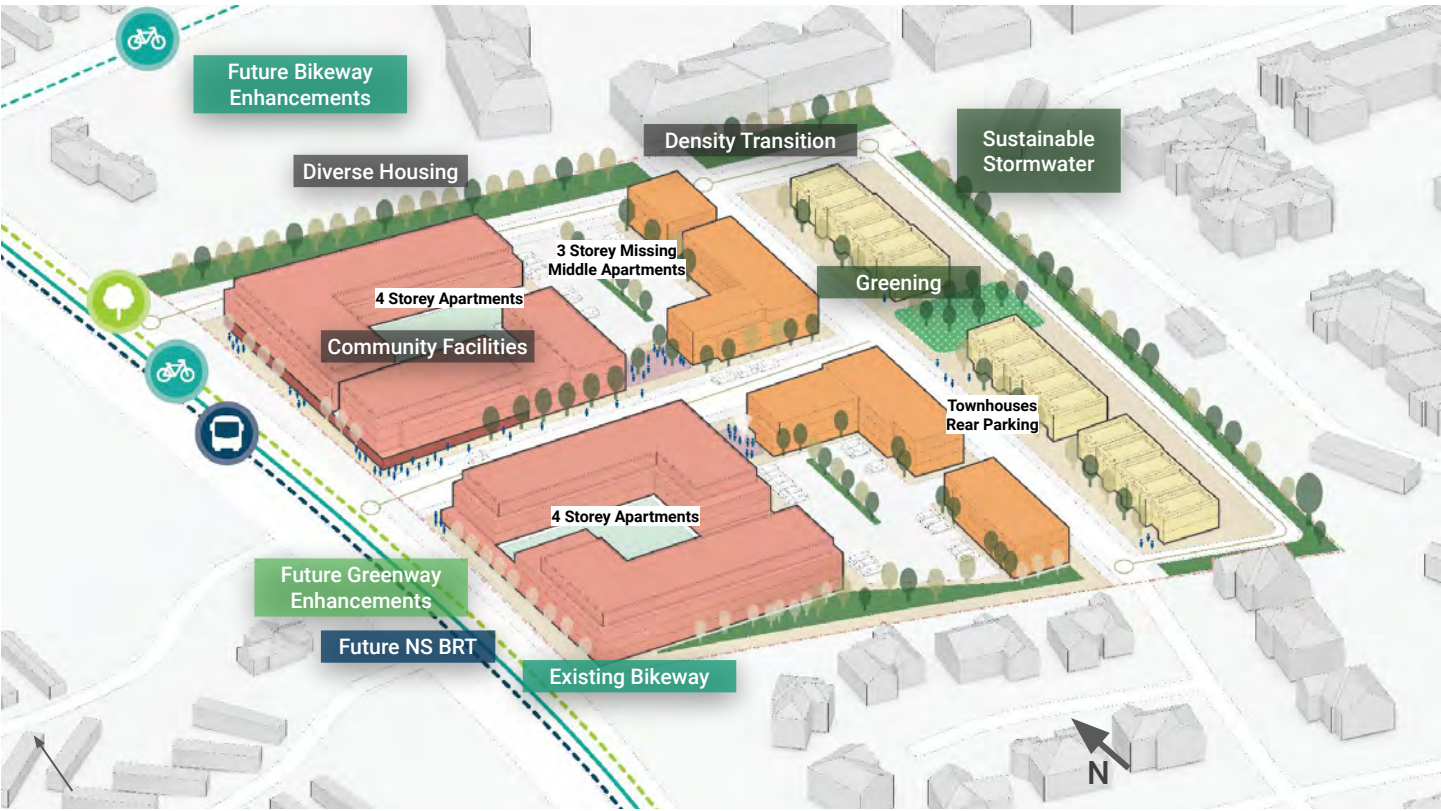 Future Bikeway
Enhancements
Density Transition
Sustainable
Stormwater
Diverse Housing
3 Storey Missing
Middle Apartments
Greening
4 Storey Apartments
Community Facilities
Townhouses
Rear Parking
4 Storey Apartments
Future Greenway
Enhancements
Future NS BRT
Existing Bikeway
N